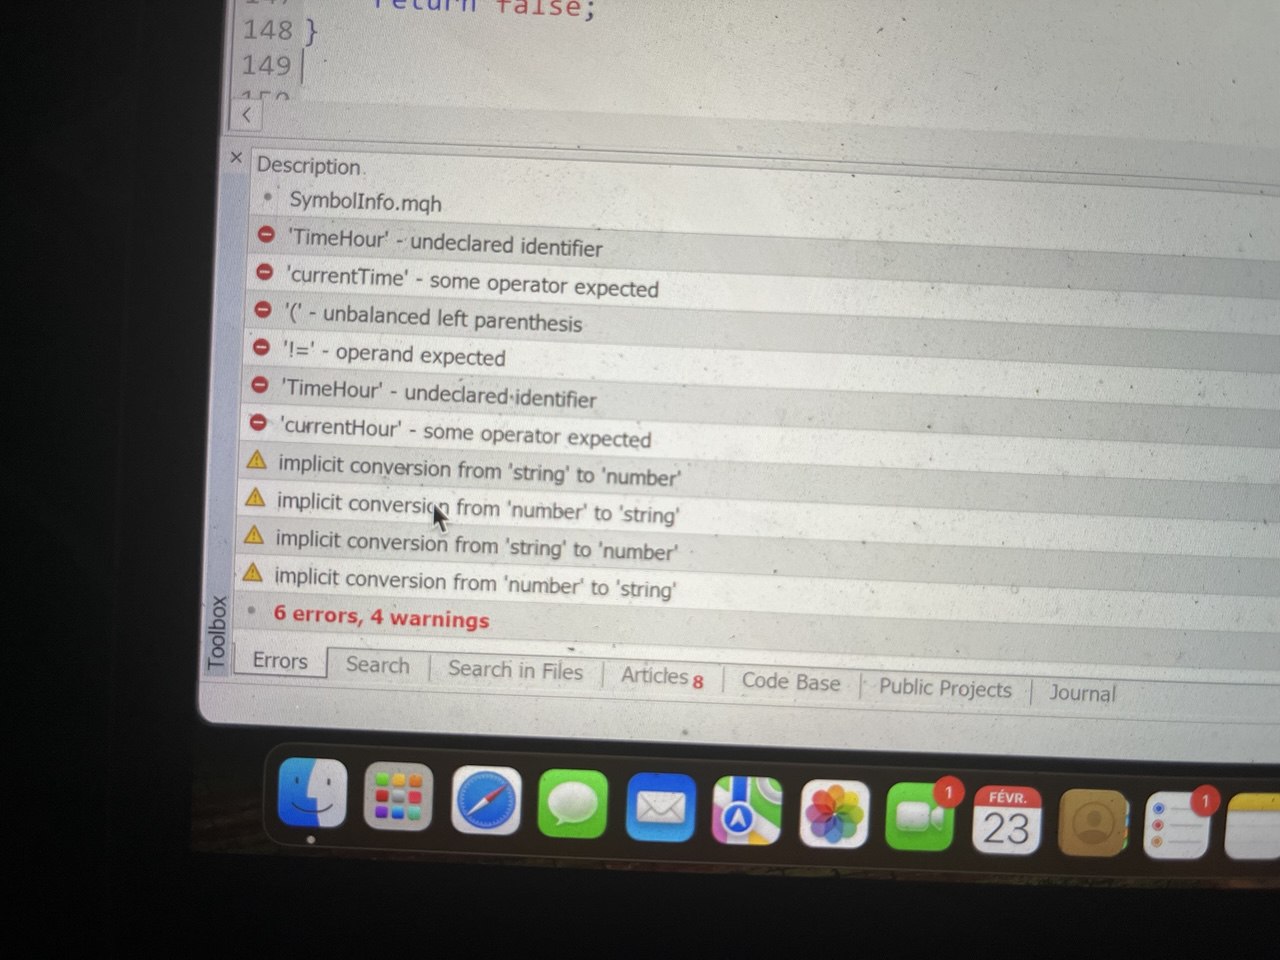 return false;
148 }
149
Description
SymbolInfo.mqh
'TimeHour' - undeclared identifier
'currentTime' - some operator expected
'(' - unbalanced left parenthesis
'!=' - operand expected
'TimeHour' - undeclared identifier
'currentHour' - some operator expected
implicit conversion from 'string' to 'number'
implicit conversion from 'number' to 'string'
implicit conversion from 'string' to 'number'
implicit conversion from 'number' to 'string'
6 errors, 4 warnings
Toolbox
Errors Search Search in Files Articles 8 Code Base Public Projects Journal
1
FÉVR.
23
1